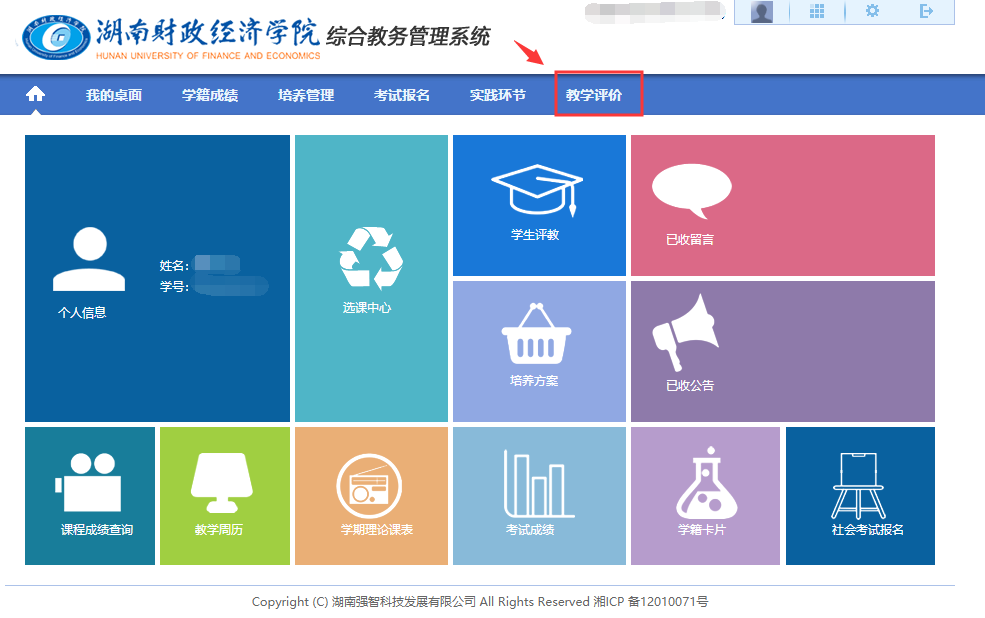 湖南财政经济学院 综合教务管理系统
HUNAN UNIVERSITY OF FINANCE AND ECONOMICS
我的桌面 学籍成绩 培养管理 考试报名 实践环节 教学评价
姓名:
学号:
个人信息
选课中心
学生评教
已收留言
培养方案
已收公告
课程成绩查询
教学周历
学期理论课表
考试成绩
学籍卡片
社会考试报名
Copyright (C) 湖南强智科技发展有限公司 All Rights Reserved 湘ICP 备12010071号